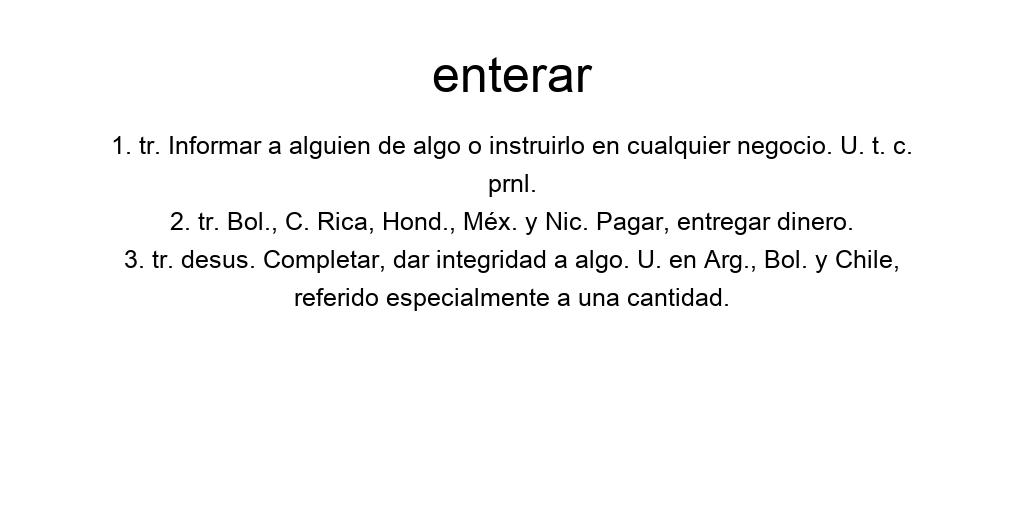 enterar
1. tr. Informar a alguien de algo o instruirlo en cualquier negocio. U. t. c.
prnl.
2. tr. Bol., C. Rica, Hond., Méx. y Nic. Pagar, entregar dinero.
3. tr. desus. Completar, dar integridad a algo. U. en Arg., Bol. y Chile,
referido especialmente a una cantidad.